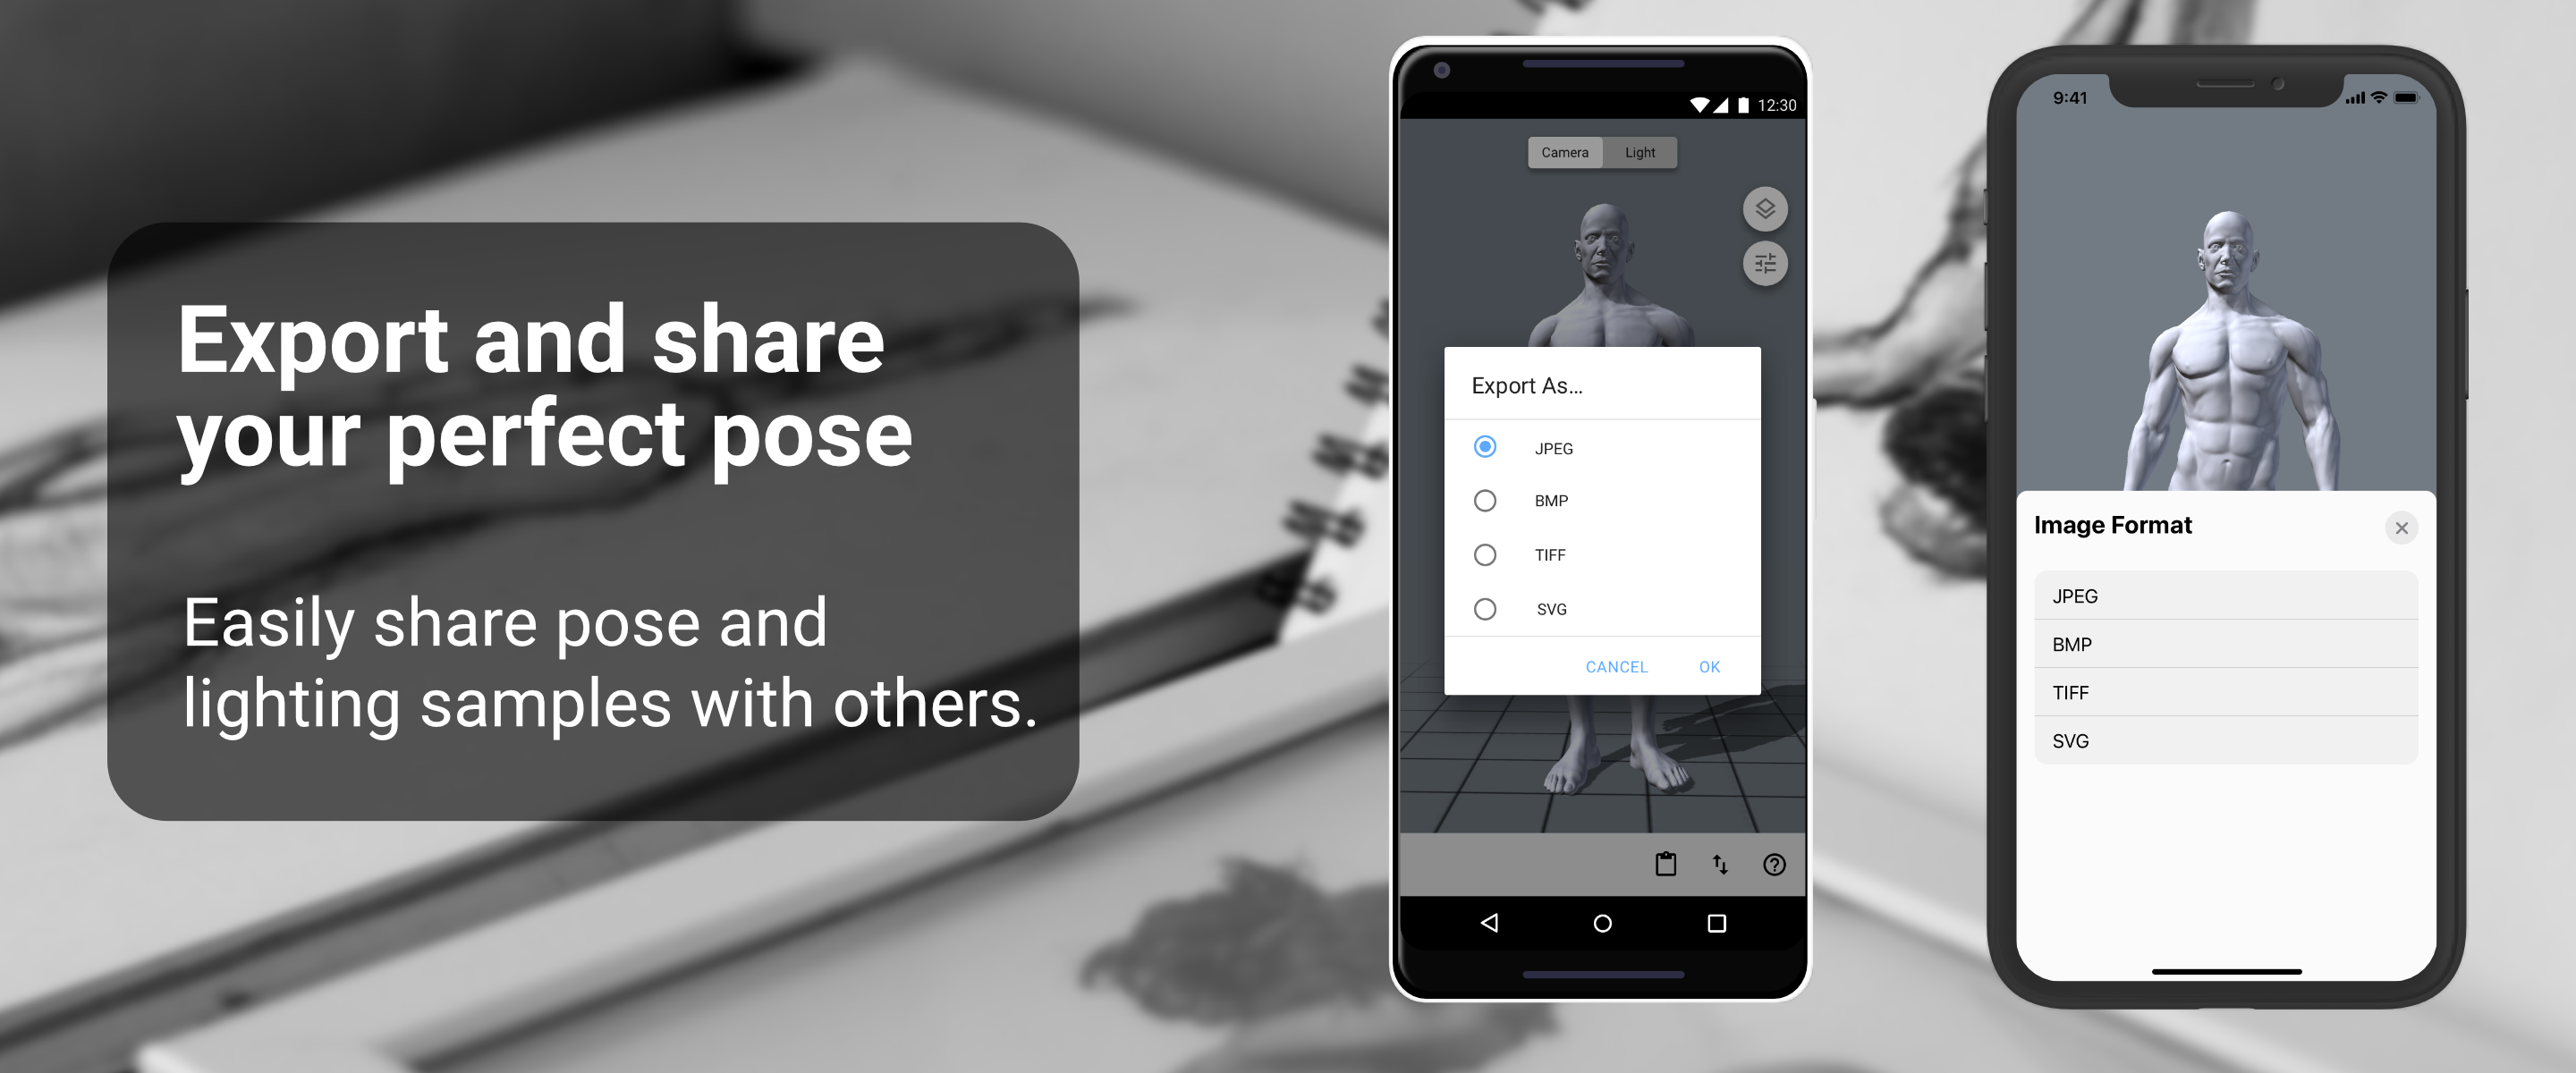 Export and share
your perfect pose
Easily share pose and
lighting samples with others.
12:30
Camera
Light
Export As...
JPEG
BMP
TIFF
SVG
CANCEL
OK
9:41
Image Format
JPEG
BMP
TIFF
SVG